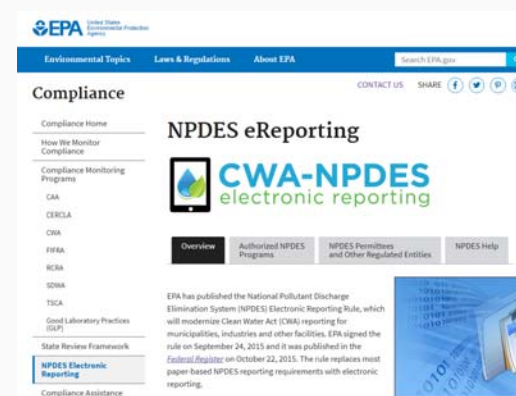 EPA United States
Environmental Protection
Agency
Environmental Topics Laws & Regulations About EPA Search EPA.gov
CONTACT US SHARE
Compliance
Compliance Home
How We Monitor
Compliance
Compliance Monitoring
Programs
CAA
CERCLA
CWA
FIFRA
RCRA
SDWA
TSCA
Good Laboratory Practices
(GLP)
State Review Framework
NPDES Electronic
Reporting
Compliance Assistance
NPDES eReporting
CWA-NPDES
electronic reporting
Overview
Authorized NPDES
Programs
NPDES Permittees
and Other Regulated Entities
NPDES Help
EPA has published the National Pollutant Discharge
Elimination System (NPDES) Electronic Reporting Rule, which
will modernize Clean Water Act (CWA) reporting for
municipalities, industries and other facilities. EPA signed the
rule on September 24, 2015 and it was published in the
Federal Register on October 22, 2015. The rule replaces most
paper-based NPDES reporting requirements with electronic
reporting.